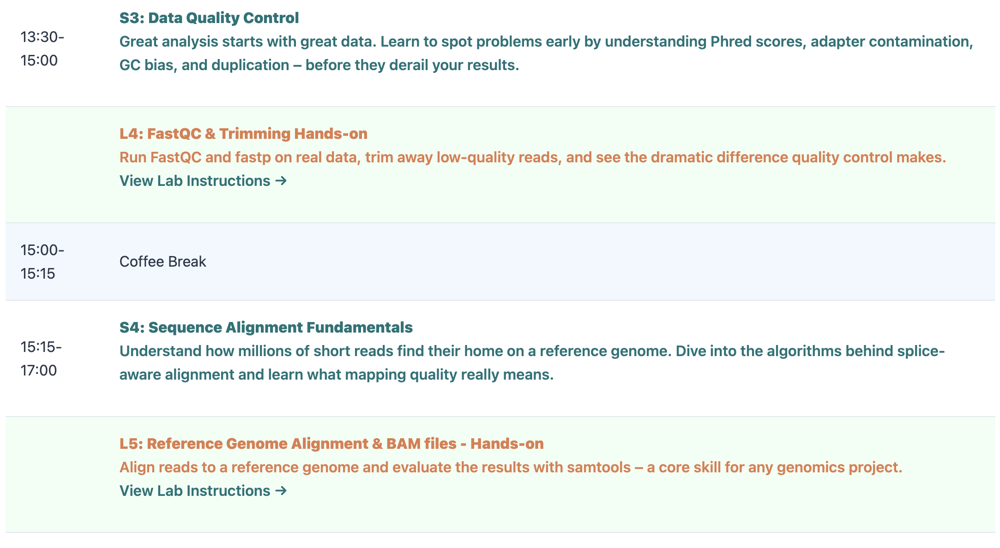 S3: Data Quality Control
13:30-
15:00
Great analysis starts with great data. Learn to spot problems early by understanding Phred scores, adapter contamination,
GC bias, and duplication – before they derail your results.
L4: FastQC & Trimming Hands-on
Run FastQC and fastp on real data, trim away low-quality reads, and see the dramatic difference quality control makes.
View Lab Instructions →
15:00-
15:15
Coffee Break
15:15-
17:00
S4: Sequence Alignment Fundamentals
Understand how millions of short reads find their home on a reference genome. Dive into the algorithms behind splice-
aware alignment and learn what mapping quality really means.
L5: Reference Genome Alignment & BAM files - Hands-on
Align reads to a reference genome and evaluate the results with samtools – a core skill for any genomics project.
View Lab Instructions →